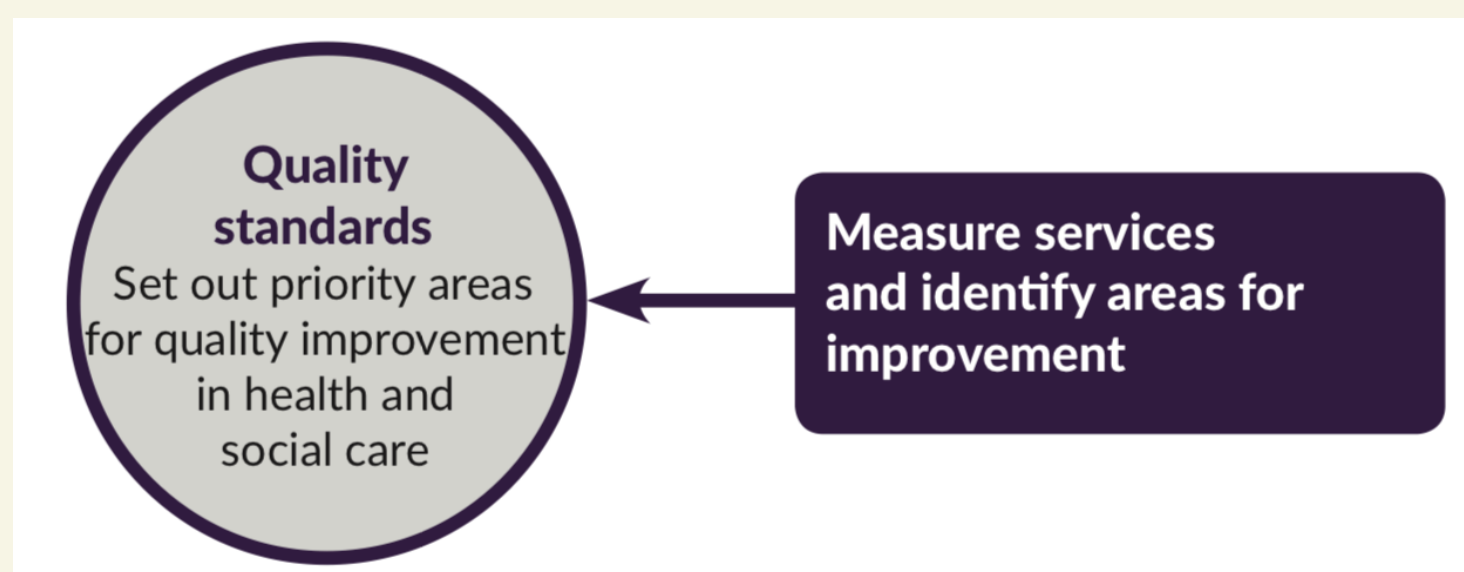 Quality
standards
Set out priority areas
for quality improvement
in health and
social care
Measure services
and identify areas for
improvement